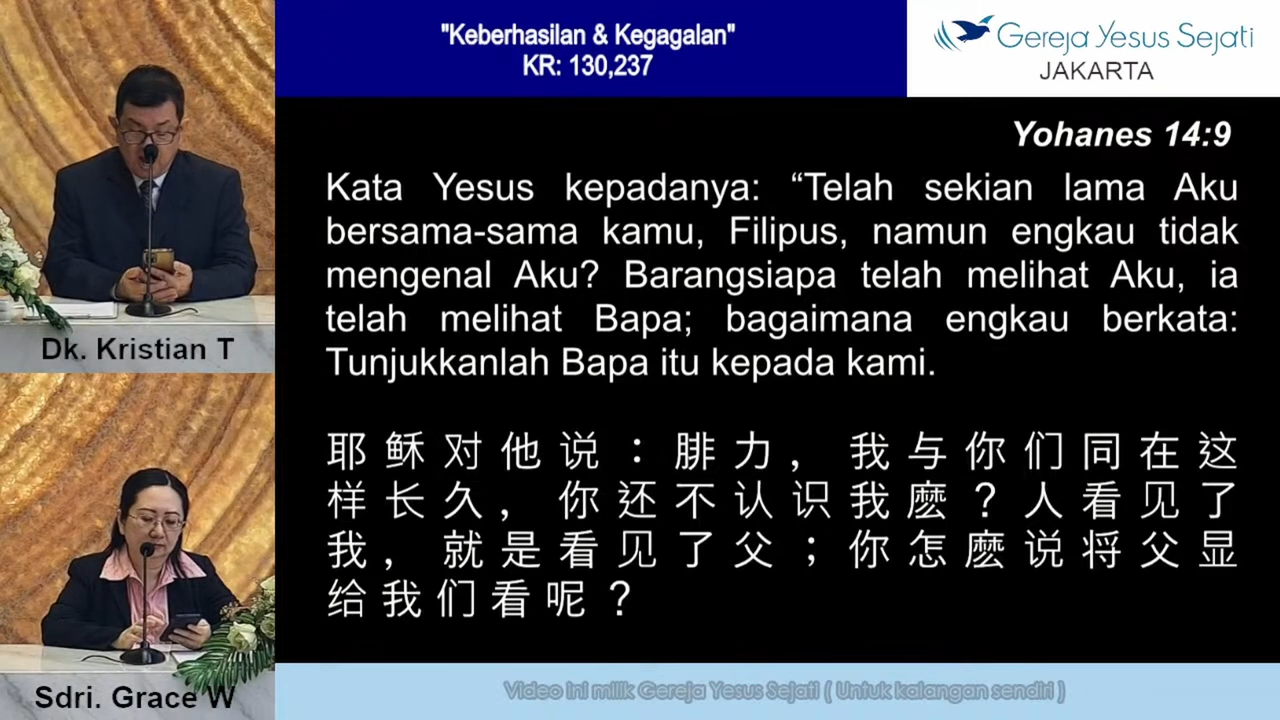 "Keberhasilan & Kegagalan"
KR: 130,237
Gereja Yesus Sejati
JAKARTA
Yohanes 14:9
Kata Yesus kepadanya: “Telah sekian lama Aku
bersama-sama kamu, Filipus, namun engkau tidak
mengenal Aku? Barangsiapa telah melihat Aku, ia
telah melihat Bapa; bagaimana engkau berkata:
Tunjukkanlah Bapa itu kepada kami.
耶稣对他说：腓力，我与你们同在这
样长久，你还不认识我麽？人看见了
我，就是看见了父；你怎麽说将父显
给我们看呢？
Dk. Kristian T
Sdri. Grace W
Video ini milik Gereja Yesus Sejati ( Untuk kalangan sendiri )